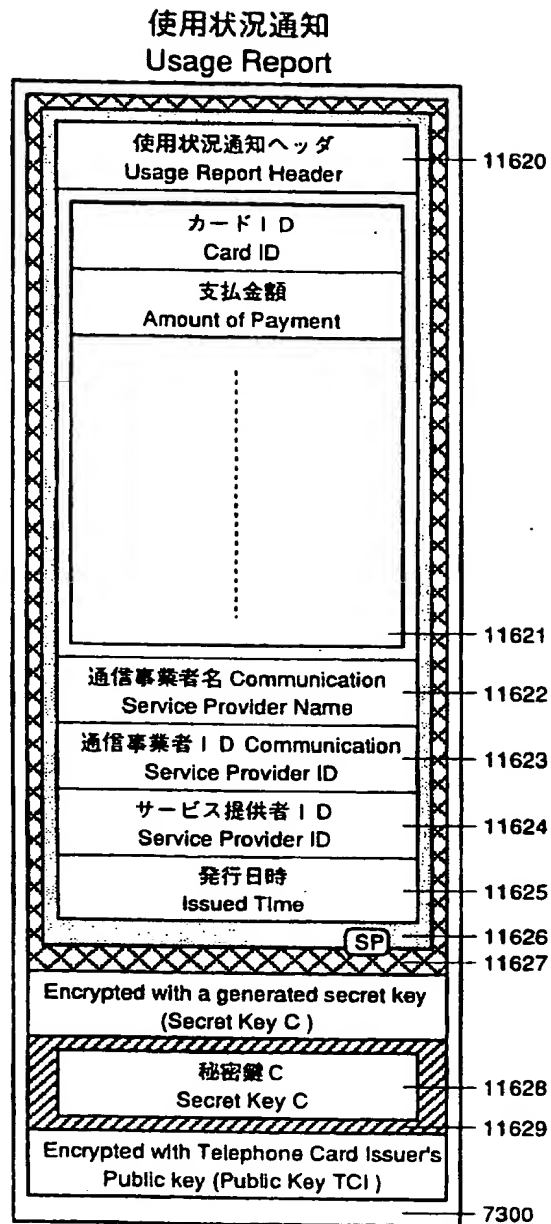 使用状況通知
Usage Report
使用状況通知ヘッダ
Usage Report Header
11620
カードID
Card ID
支払金額
Amount of Payment
11621
通信事業者名 Communication
Service Provider Name
11622
通信事業者ID Communication
Service Provider ID
11623
サービス提供者ID
Service Provider ID
11624
発行日時
Issued Time
11625
SP
11626
11627
Encrypted with a generated secret key
(Secret Key C)
秘密鍵C
Secret Key C
11628
11629
Encrypted with Telephone Card Issuer's
Public key (Public Key TCI)
7300